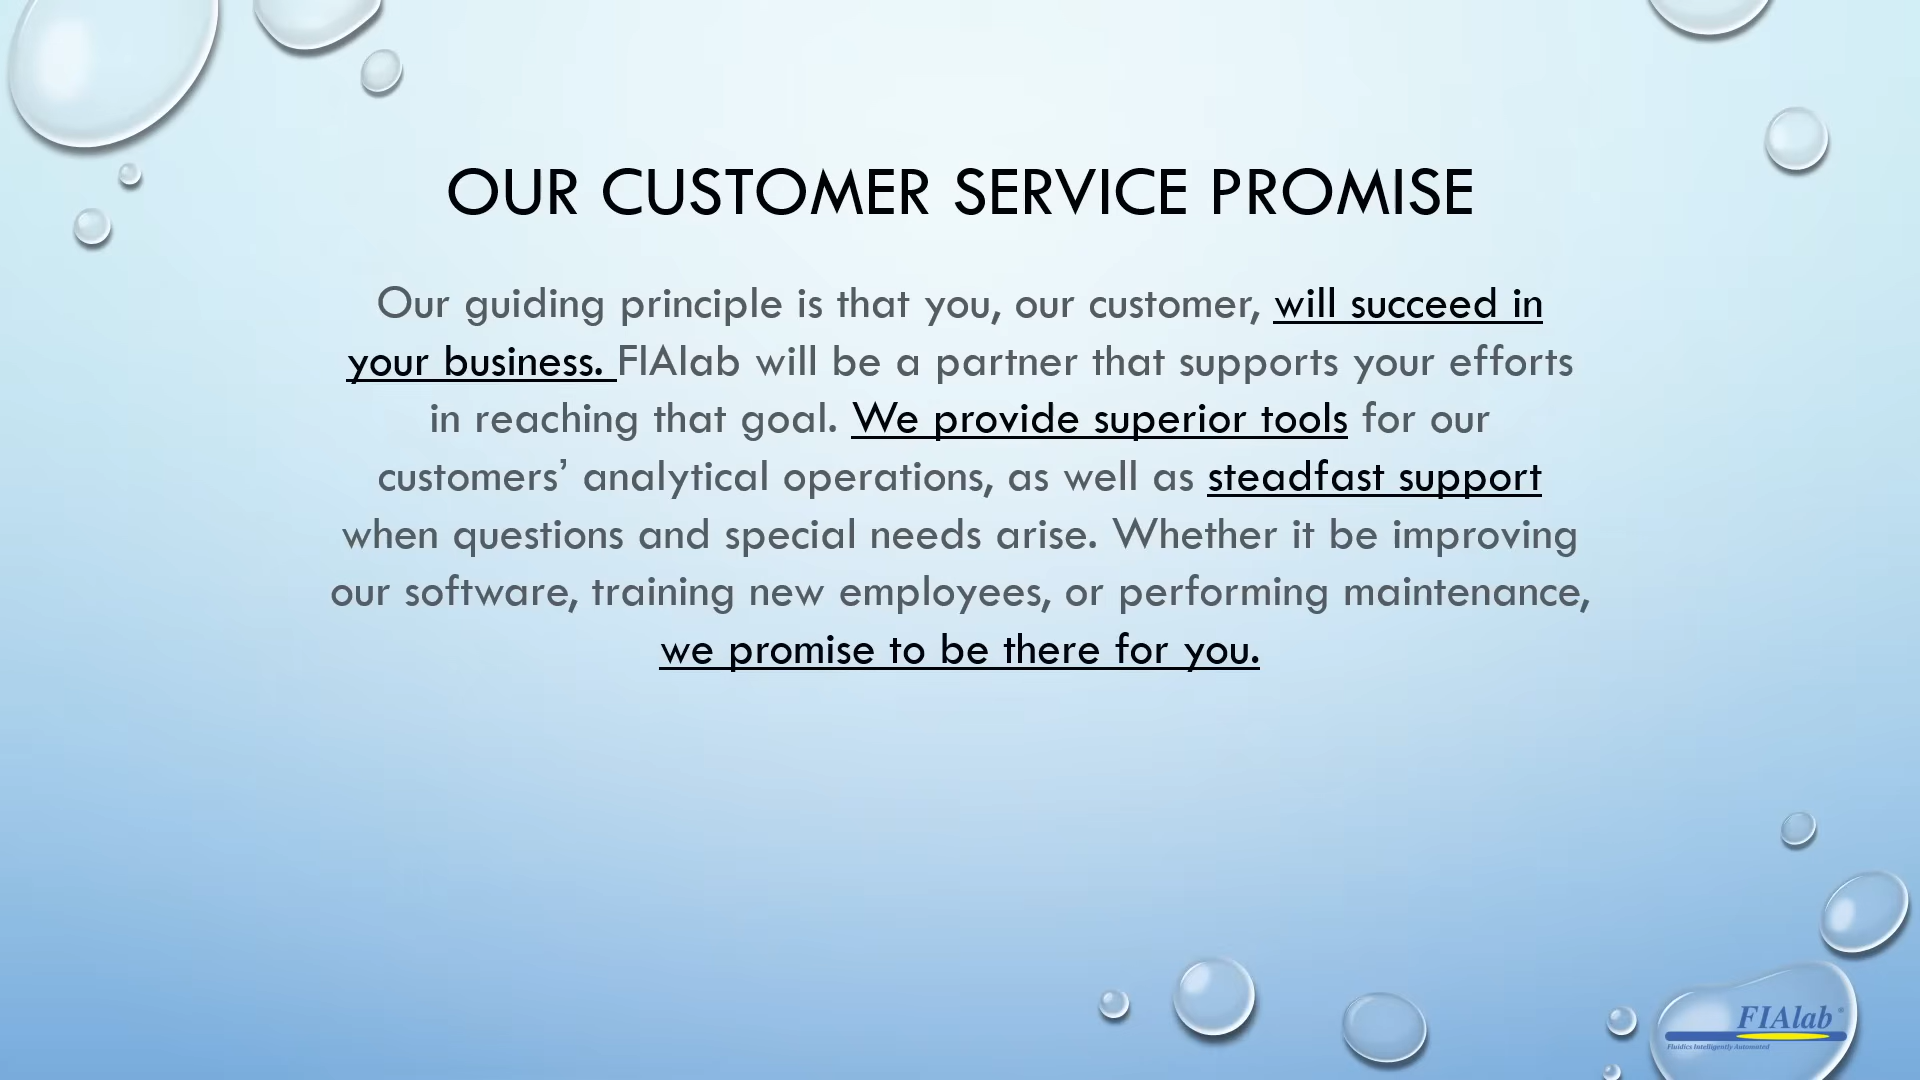 OUR CUSTOMER SERVICE PROMISE
Our guiding principle is that you, our customer, will succeed in
your business. FIAlab will be a partner that supports your efforts
in reaching that goal. We provide superior tools for our
customers’ analytical operations, as well as steadfast support
when questions and special needs arise. Whether it be improving
our software, training new employees, or performing maintenance,
we promise to be there for you.
FIAlab®
Fluidics Intelligently Automated